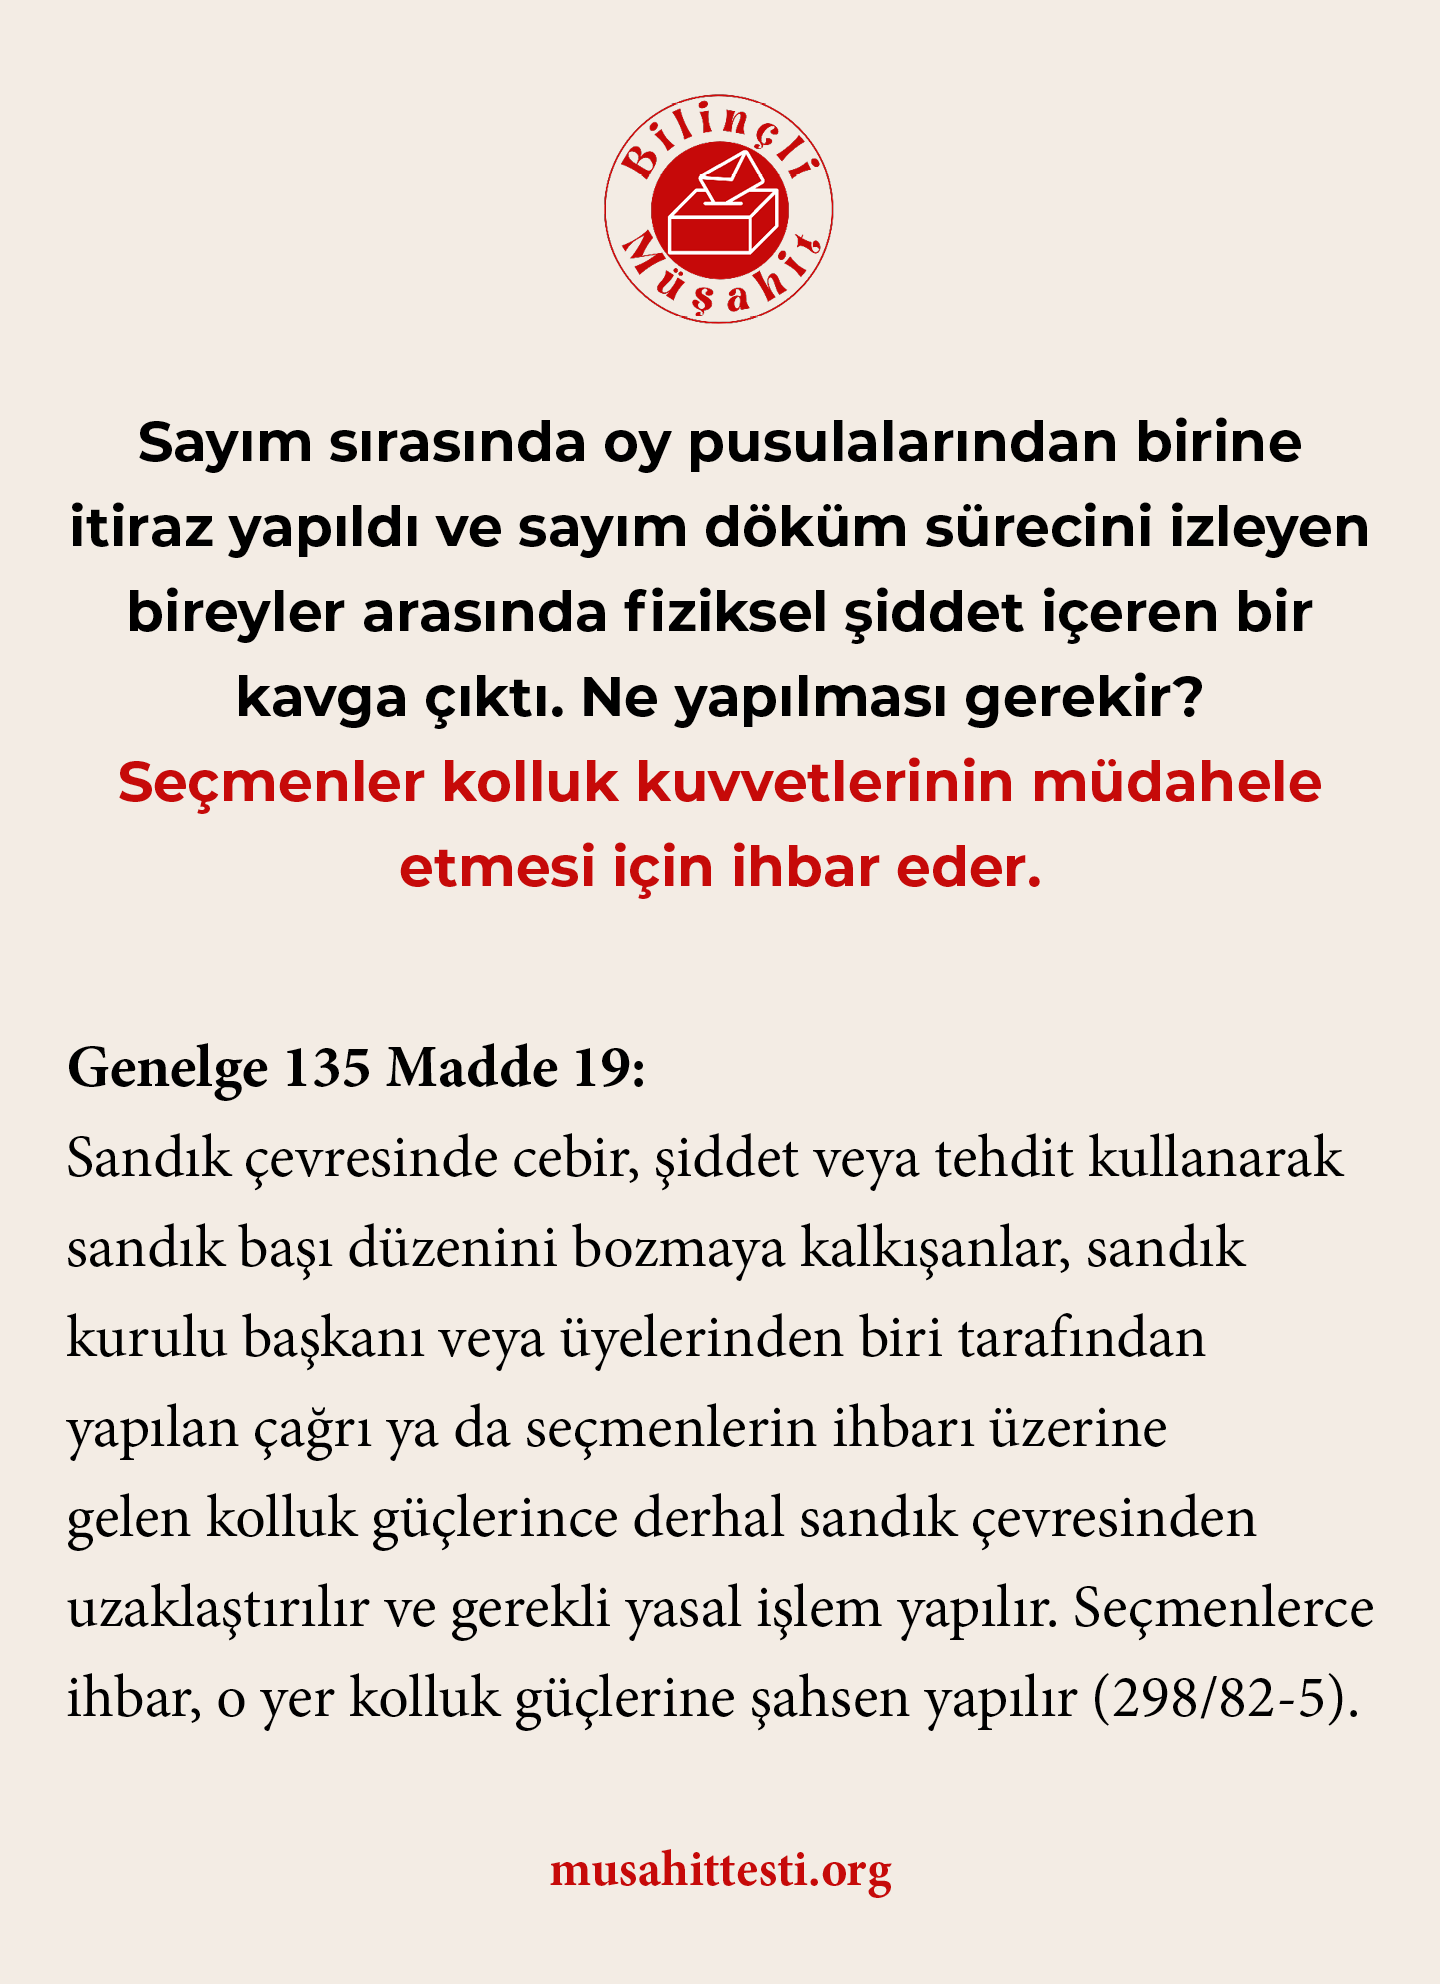 Bilinçli
Müşahit
Sayım sırasında oy pusulalarından birine
itiraz yapıldı ve sayım döküm sürecini izleyen
bireyler arasında fiziksel şiddet içeren bir
kavga çıktı. Ne yapılması gerekir?
Seçmenler kolluk kuvvetlerinin müdahele
etmesi için ihbar eder.
Genelge 135 Madde 19:
Sandık çevresinde cebir, şiddet veya tehdit kullanarak
sandık başı düzenini bozmaya kalkışanlar, sandık
kurulu başkanı veya üyelerinden biri tarafından
yapılan çağrı ya da seçmenlerin ihbarı üzerine
gelen kolluk güçlerince derhal sandık çevresinden
uzaklaştırılır ve gerekli yasal işlem yapılır. Seçmenlerce
ihbar, o yer kolluk güçlerine şahsen yapılır (298/82-5).
musahittesti.org